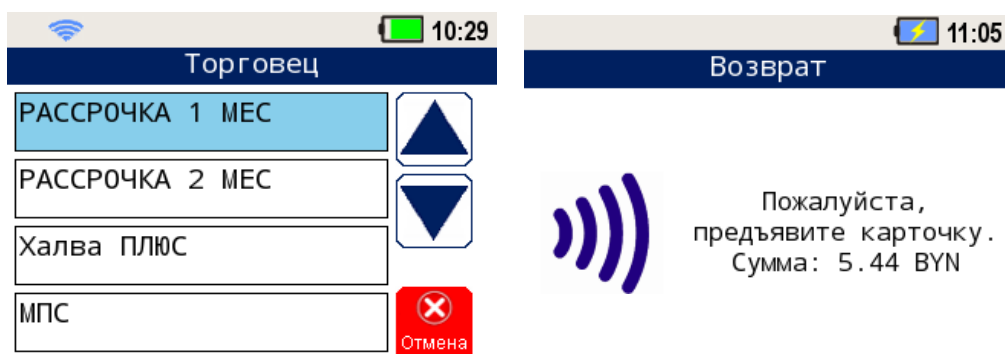 10:29
Торговец
РАССРОЧКА 1 МЕС
РАССРОЧКА 2 МЕС
Халва ПЛЮС
МПС
Отмена
11:05
Возврат
Пожалуйста,
предъявите карточку.
Сумма: 5.44 BYN